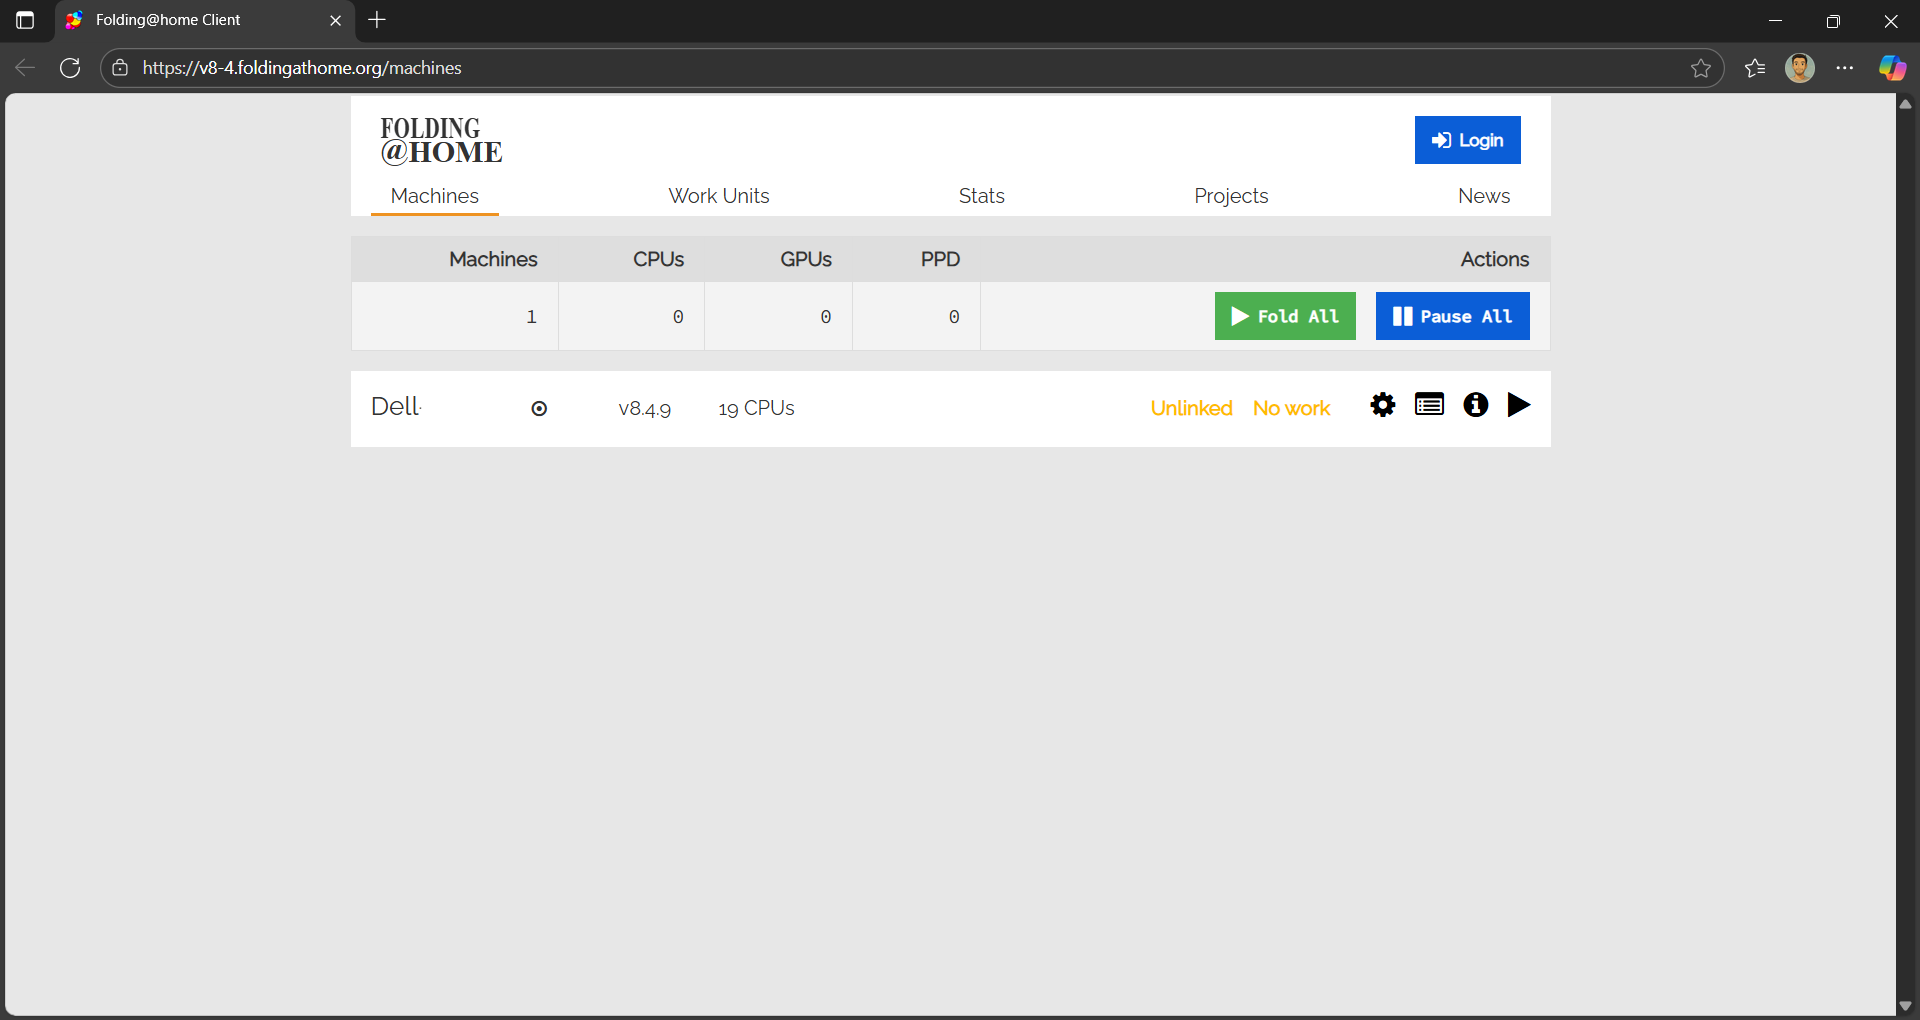 Folding@home Client
https://v8-4.foldingathome.org/machines
FOLDING
@HOME
Login
Machines Work Units Stats Projects News
Machines CPUs GPUs PPD Actions
1 0 0 0 Fold All Pause All
Dell v8.4.9 19 CPUs Unlinked No work